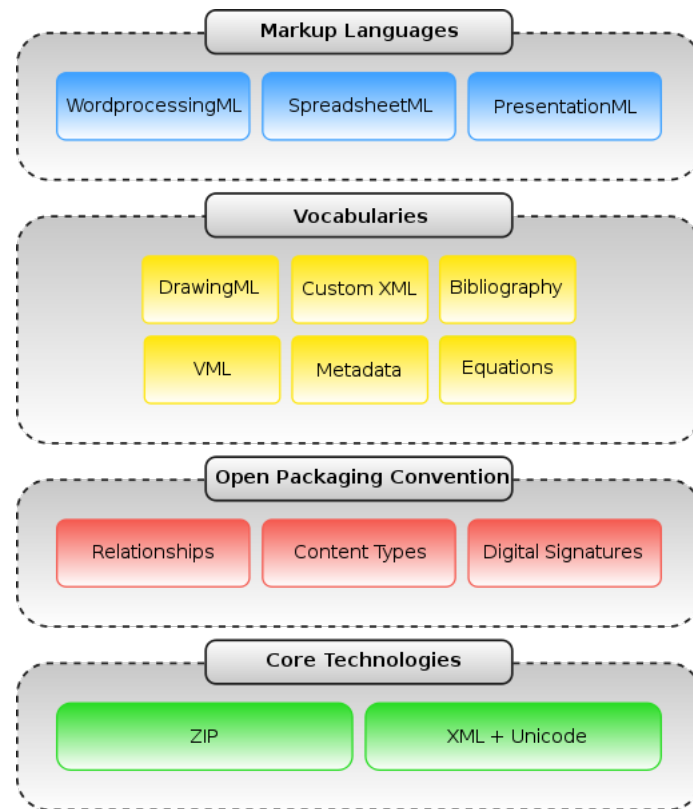 Markup Languages
WordprocessingML
SpreadsheetML
PresentationML
Vocabularies
DrawingML
Custom XML
Bibliography
VML
Metadata
Equations
Open Packaging Convention
Relationships
Content Types
Digital Signatures
Core Technologies
ZIP
XML + Unicode